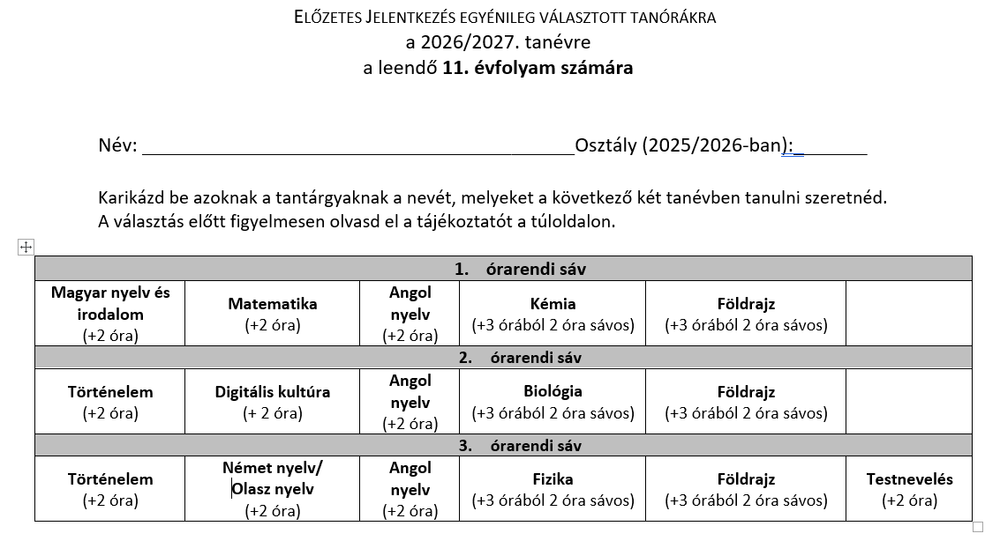 ELŐZETES JELENTKEZÉS EGYÉNILEG VÁLASZTOTT TANÓRÁKRA
a 2026/2027. tanévre
a leendő 11. évfolyam számára
Név: ______________________________________________Osztály (2025/2026-ban):________
Karikázd be azoknak a tantárgyaknak a nevét, melyeket a következő két tanévben tanulni szeretnéd.
A választás előtt figyelmesen olvasd el a tájékoztatót a túloldalon.
1. órarendi sáv
Magyar nyelv és
irodalom
(+2 óra)
Matematika
(+2 óra)
Angol
nyelv
(+2 óra)
Kémia
(+3 órából 2 óra sávos)
Földrajz
(+3 órából 2 óra sávos)
2. órarendi sáv
Történelem
(+2 óra)
Digitális kultúra
(+ 2 óra)
Angol
nyelv
(+2 óra)
Biológia
(+3 órából 2 óra sávos)
Földrajz
(+3 órából 2 óra sávos)
3. órarendi sáv
Történelem
(+2 óra)
Német nyelv/
Olasz nyelv
(+2 óra)
Angol
nyelv
(+2 óra)
Fizika
(+3 órából 2 óra sávos)
Földrajz
(+3 órából 2 óra sávos)
Testnevelés
(+2 óra)